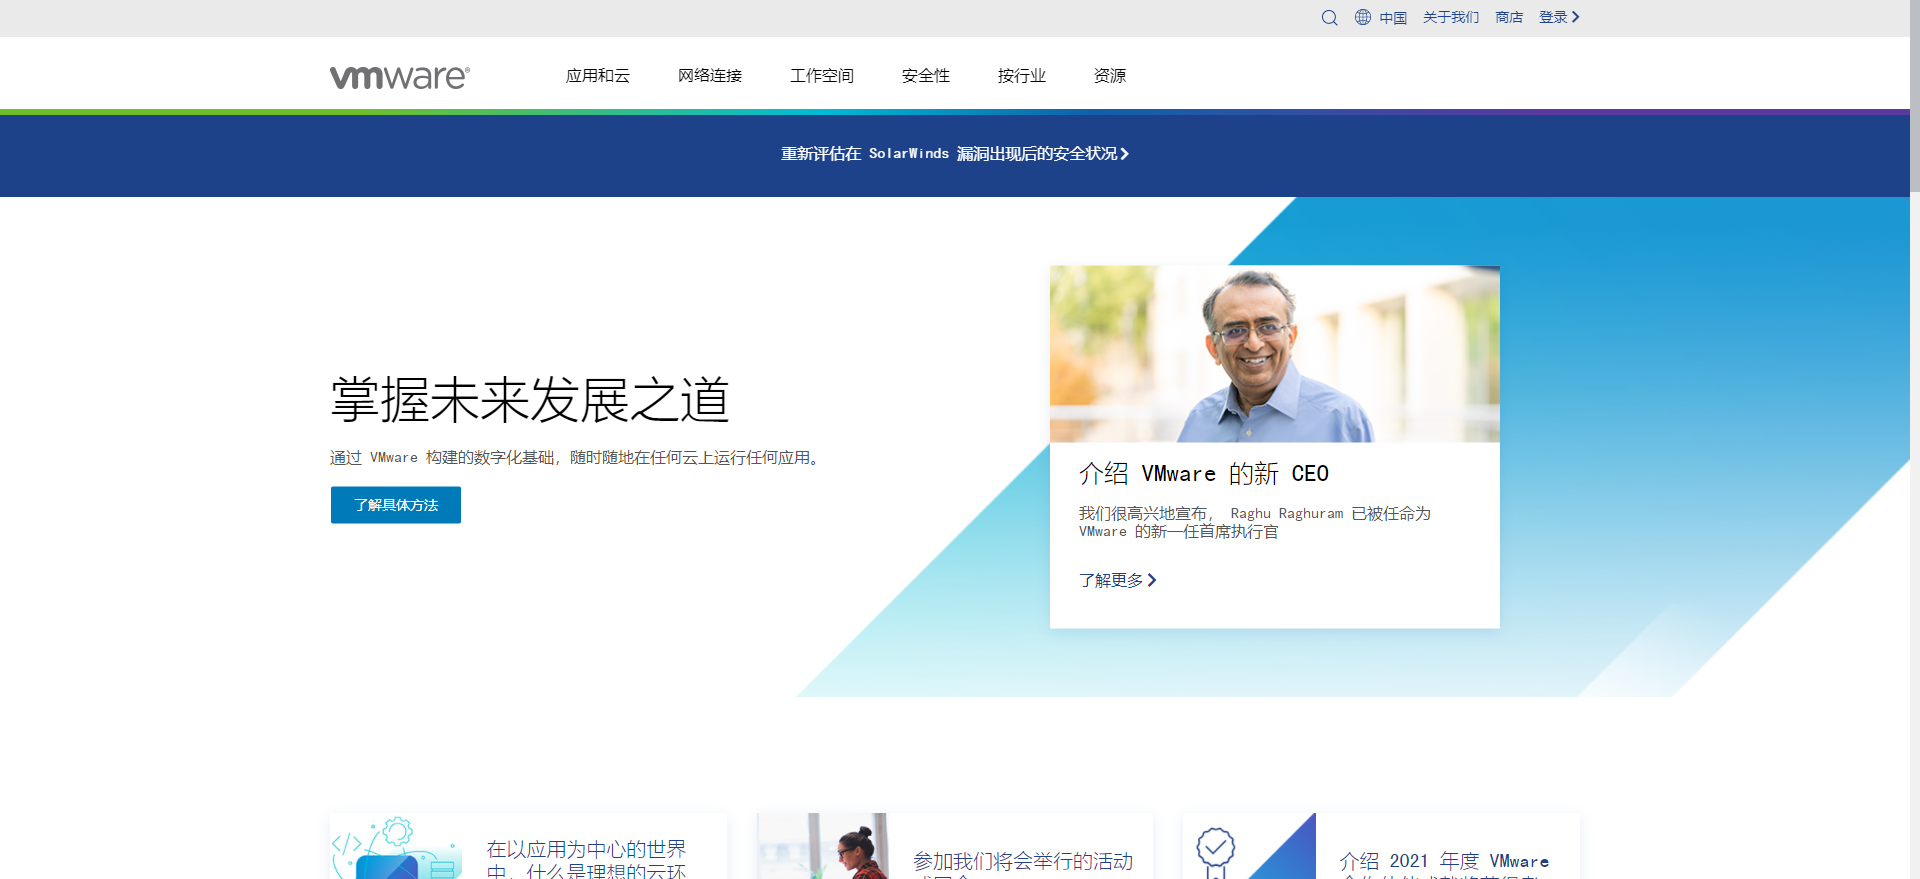 中国 关于我们 商店 登录
vmware 应用和云 网络连接 工作空间 安全性 按行业 资源
重新评估在 SolarWinds 漏洞出现后的安全状况
掌握未来发展之道
通过 VMware 构建的数字化基础，随时随地在任何云上运行任何应用。
了解具体方法
介绍 VMware 的新 CEO
我们很高兴地宣布， Raghu Raghuram 已被任命为
VMware 的新一任首席执行官
了解更多
在以应用为中心的世界
中，什么是理想的云环
参加我们将会举行的活动
介绍 2021 年度 VMware